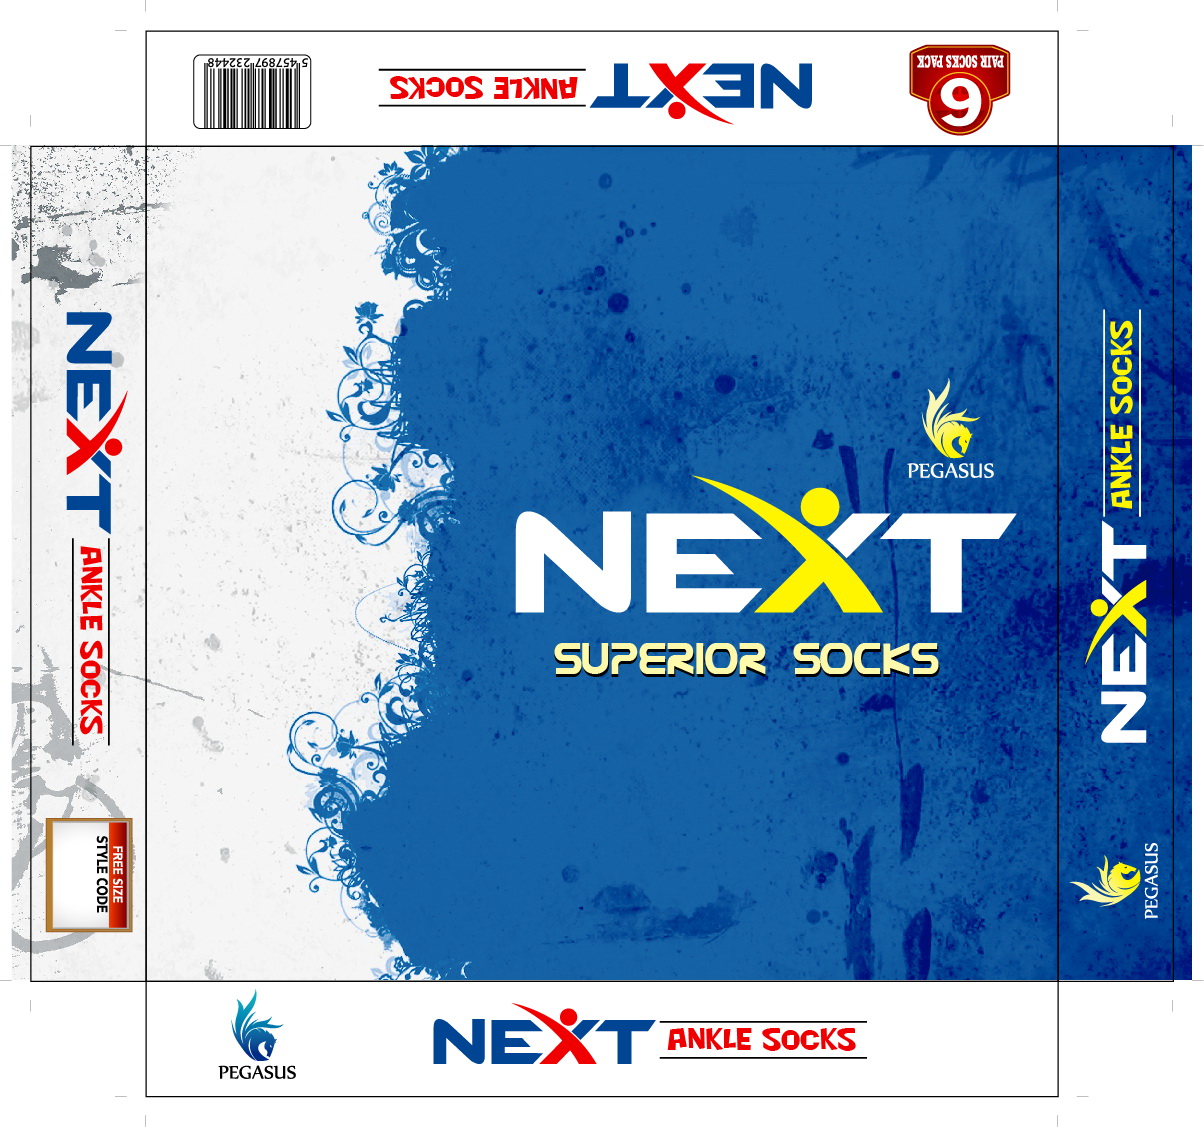 5 457897 232448
NEXT
ANKLE SOCKS
6
PAIR SOCKS PACK
NEXT
ANKLE SOCKS
FREE SIZE
STYLE CODE
PEGASUS
NEXT
SUPERIOR SOCKS
PEGASUS
NEXT
ANKLE SOCKS
PEGASUS
NEXT
ANKLE SOCKS